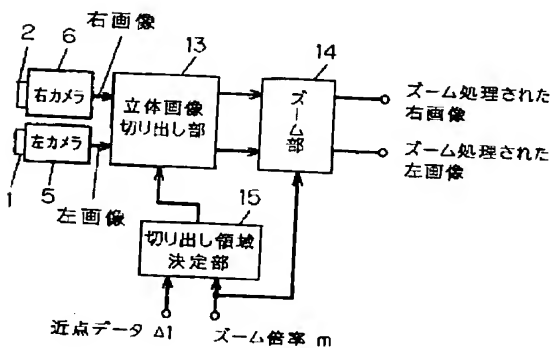 2
6
右画像
13
14
右カメラ
立体画像
切り出し部
ズーム部
ズーム処理された
右画像
左カメラ
ズーム処理された
左画像
1
5
左画像
15
切り出し領域
決定部
近点データ Δ1
ズーム倍率 m